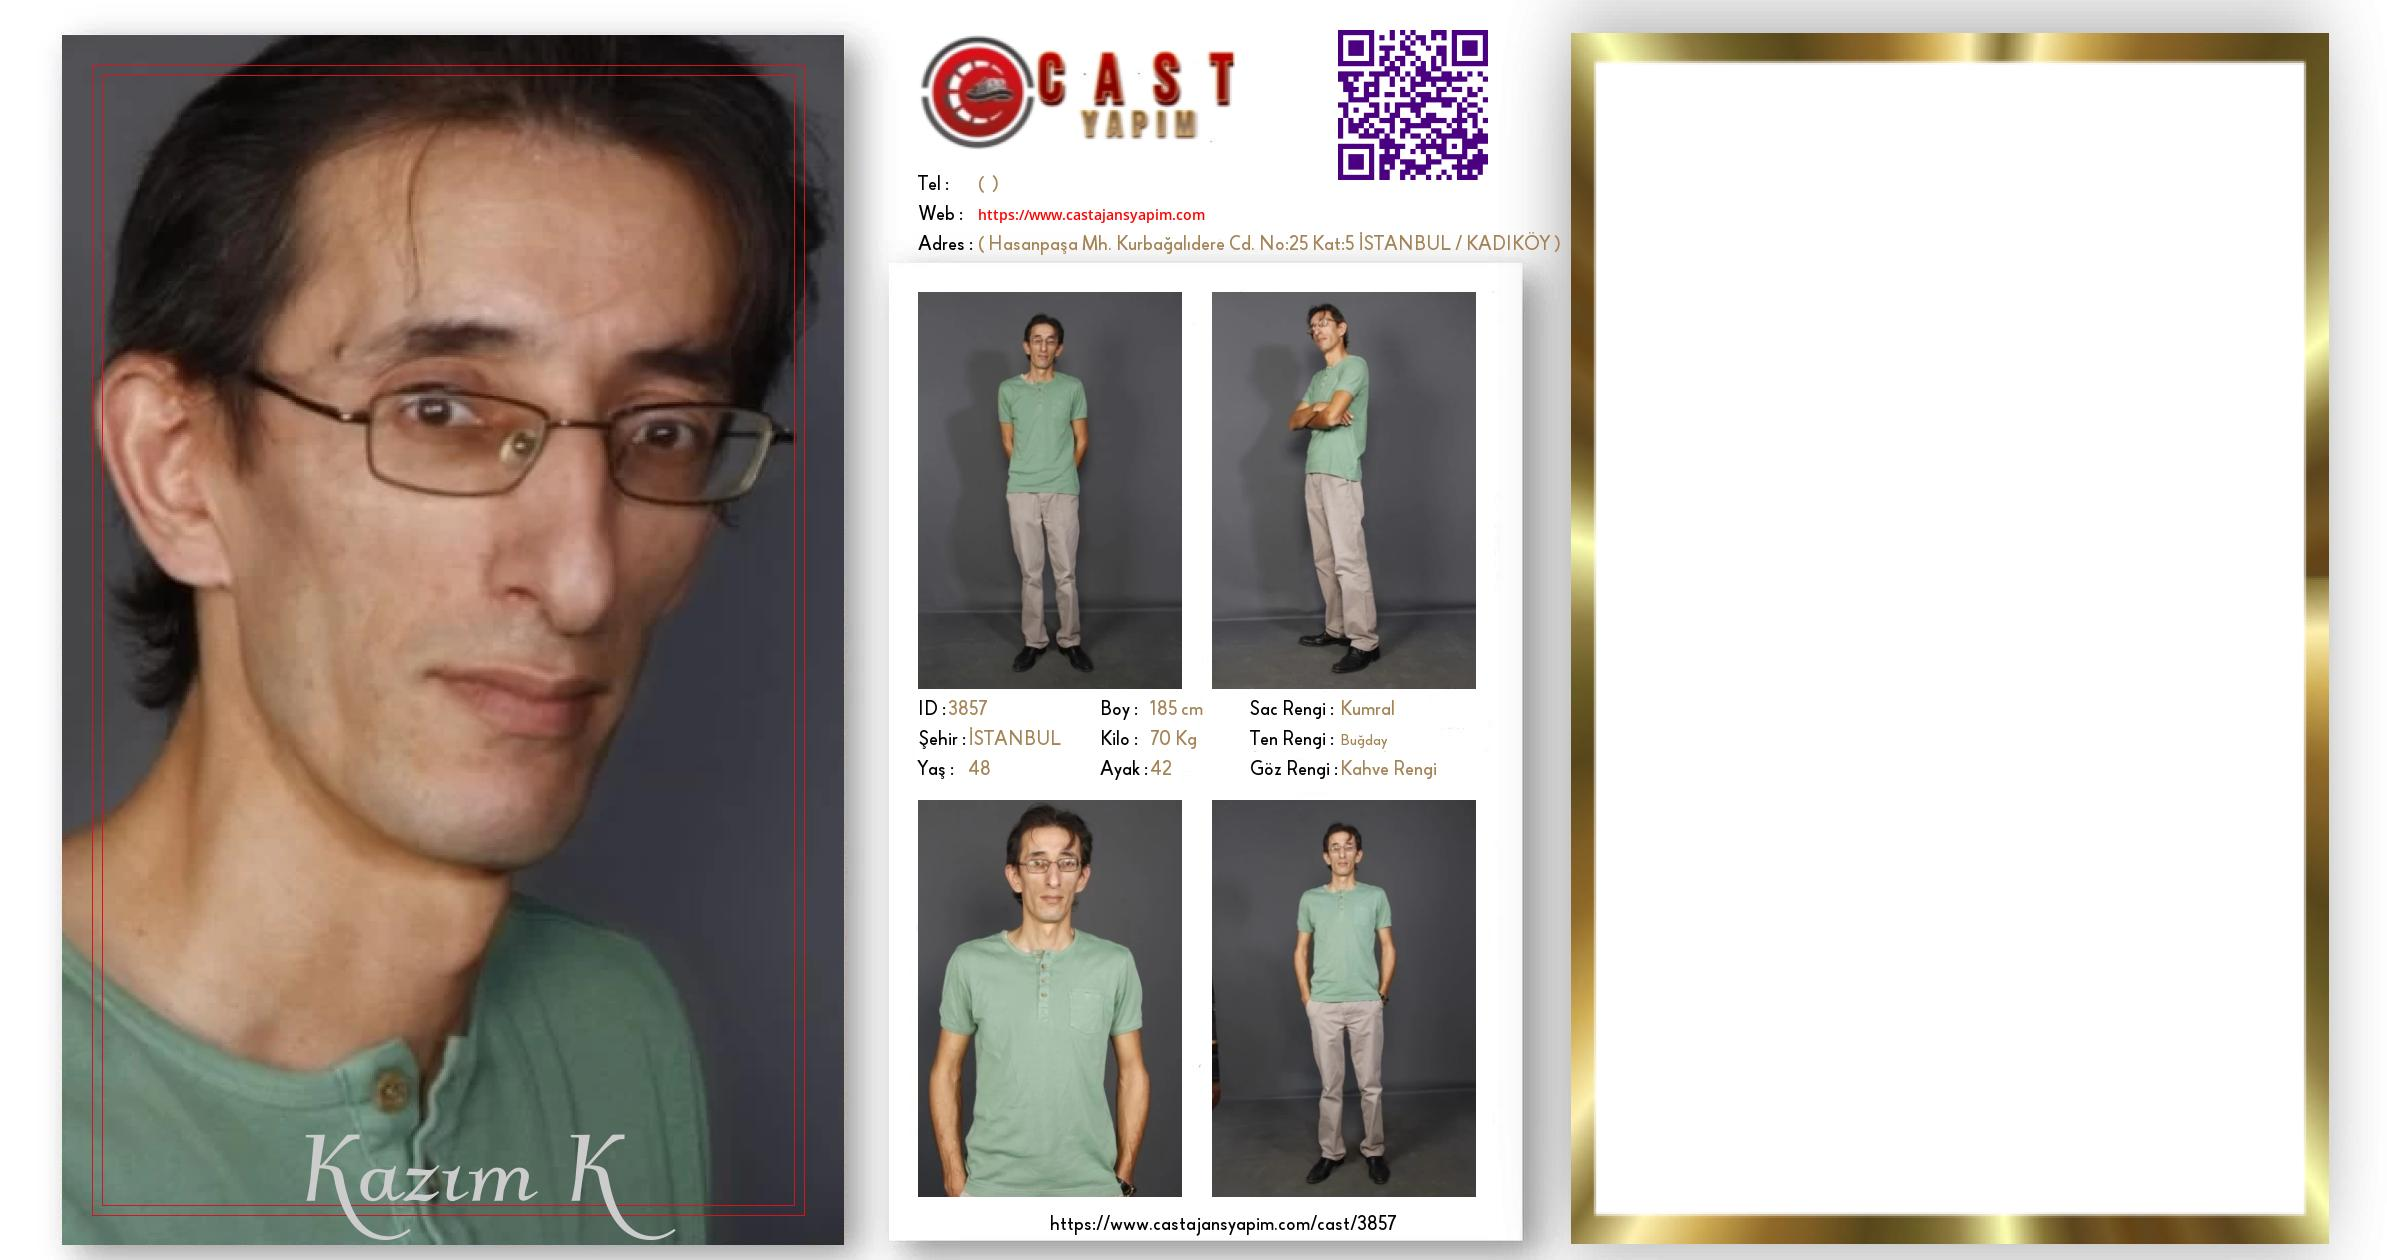 Kazım K
CAST
YAPIM
Tel : ( )
Web : https://www.castajansyapim.com
Adres : ( Hasanpaşa Mh. Kurbağalıdere Cd. No:25 Kat:5 İSTANBUL / KADIKÖY )
ID : 3857 Boy : 185 cm Sac Rengi : Kumral
Şehir : İSTANBUL Kilo : 70 Kg Ten Rengi : Buğday
Yaş : 48 Ayak : 42 Göz Rengi : Kahve Rengi
https://www.castajansyapim.com/cast/3857